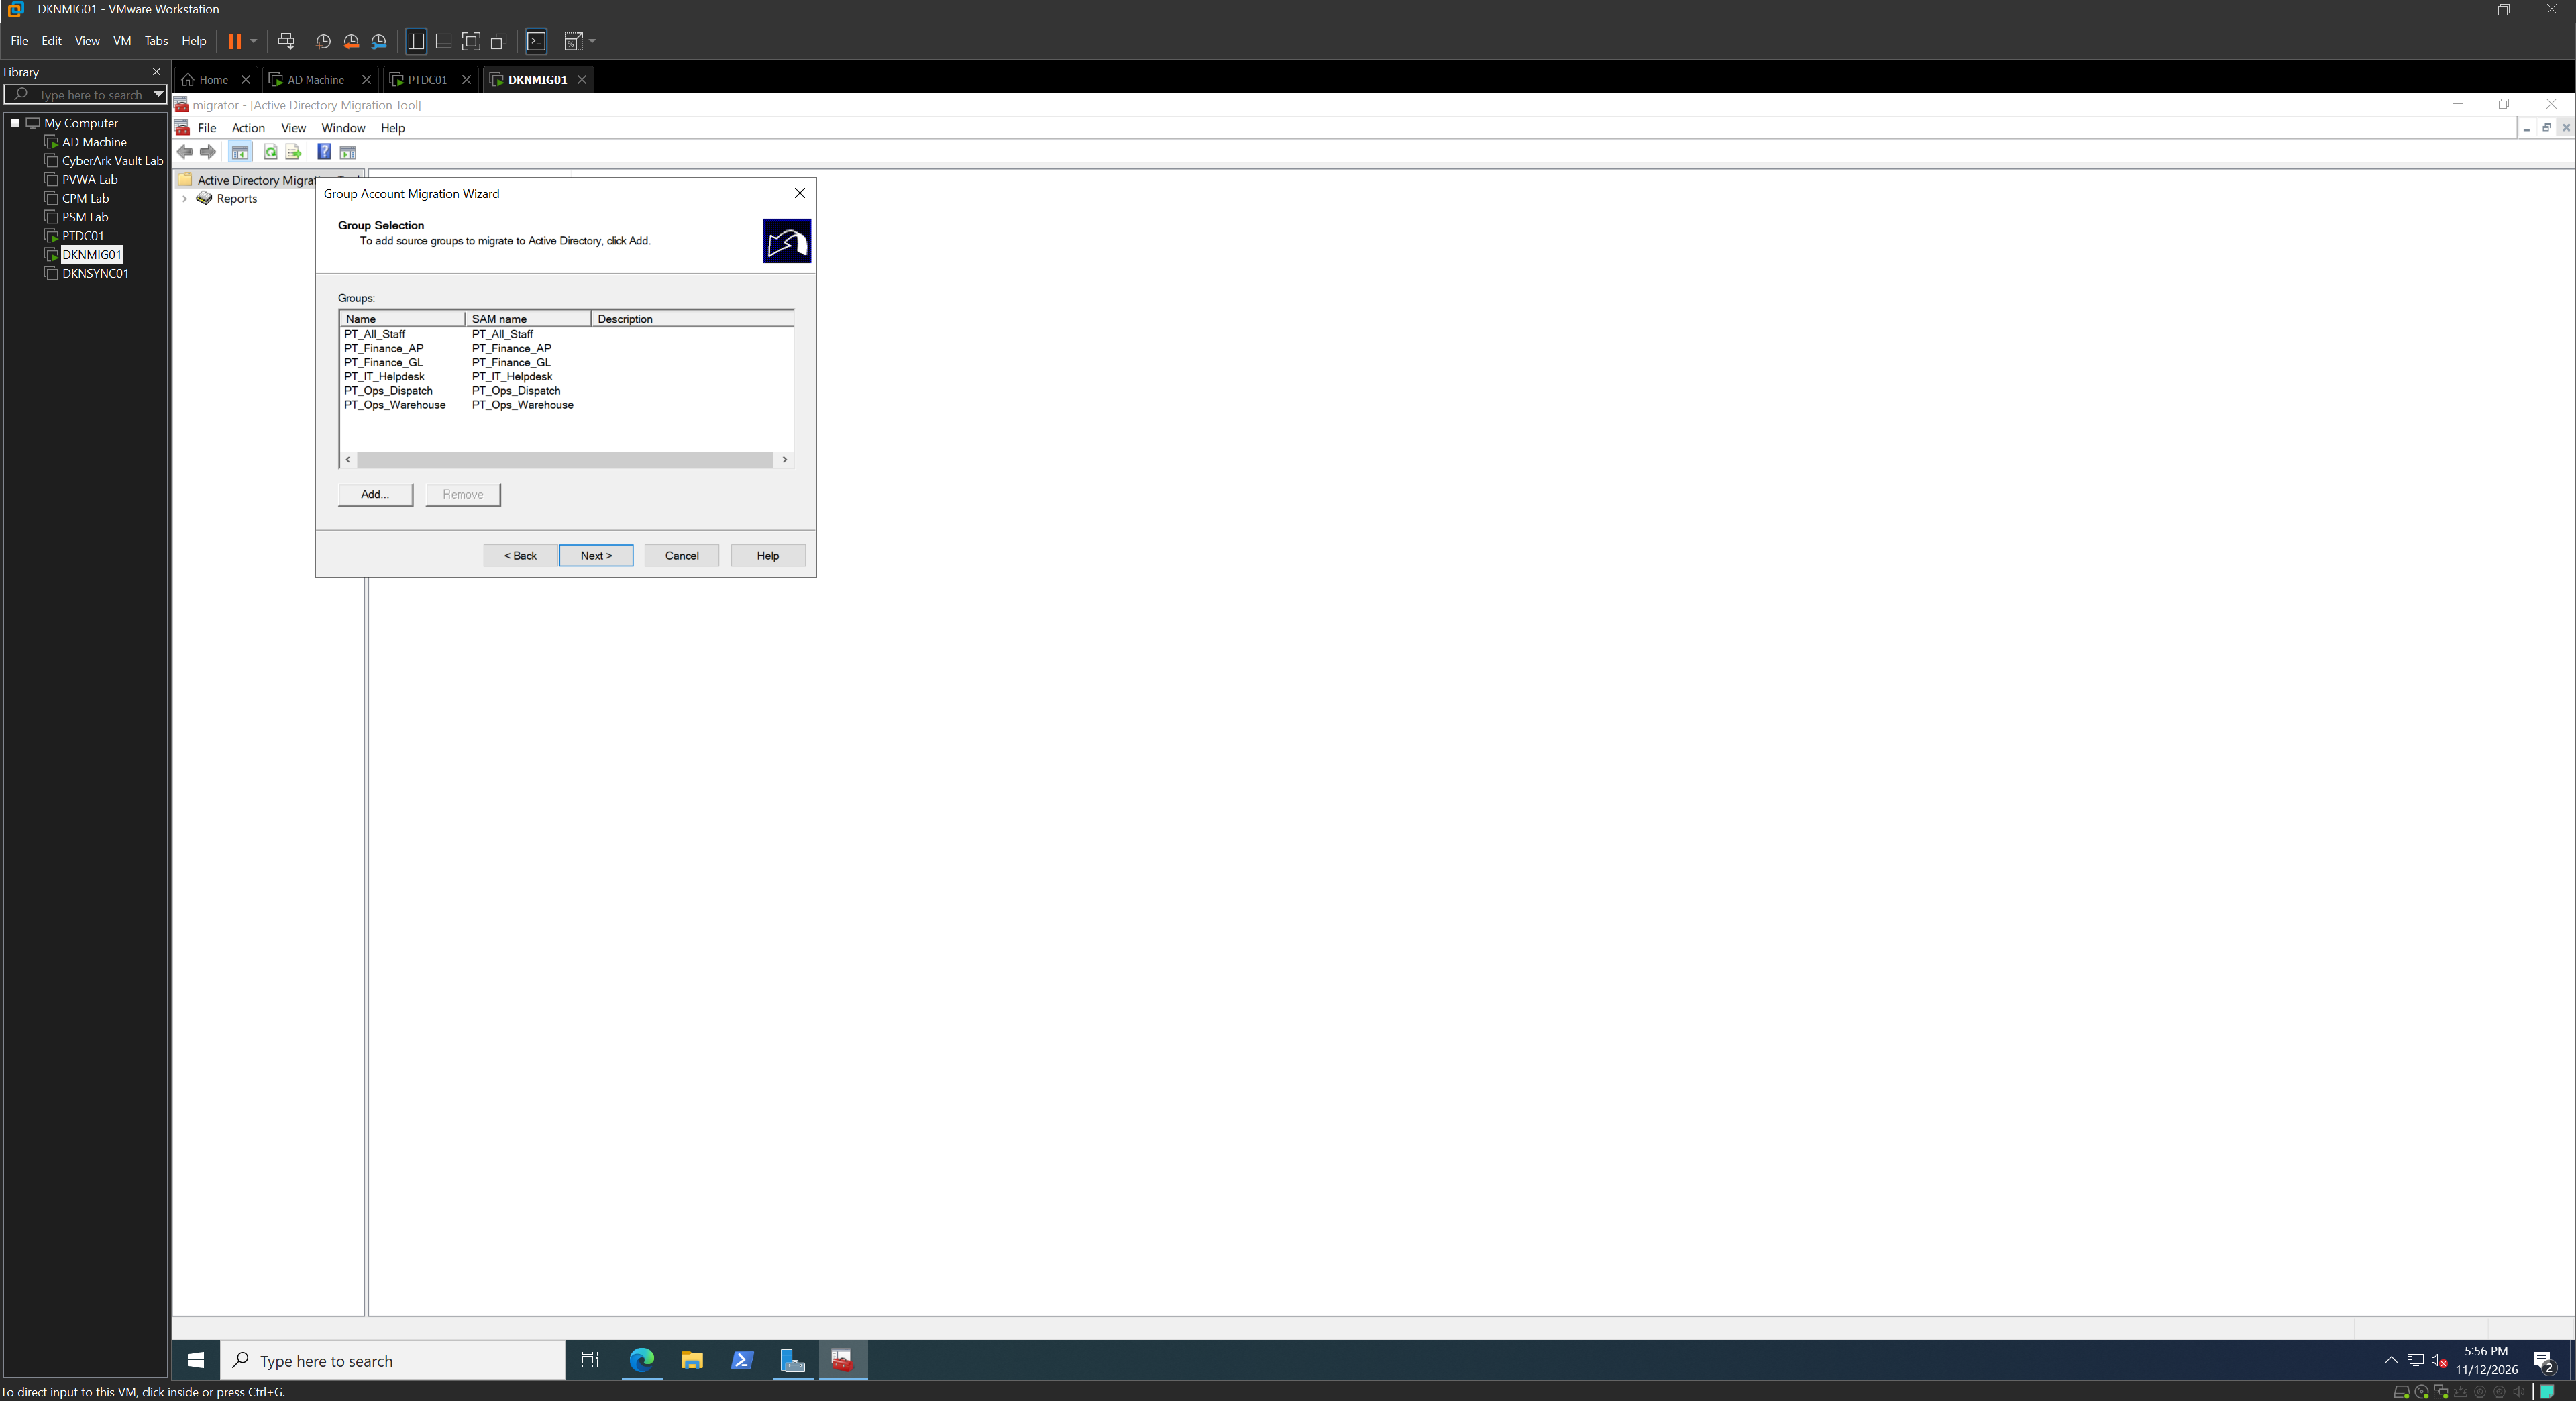 DKNMIG01 - VMware Workstation
File Edit View VM Tabs Help
Library
Type here to search
My Computer
AD Machine
CyberArk Vault Lab
PVWA Lab
CPM Lab
PSM Lab
PTDC01
DKNMIG01
DKNSYNC01
Home AD Machine PTDC01 DKNMIG01
migrator - [Active Directory Migration Tool]
File Action View Window Help
Active Directory Migrat
Reports
Group Account Migration Wizard
Group Selection
To add source groups to migrate to Active Directory, click Add.
Groups:
Name SAM name Description
PT_All_Staff PT_All_Staff
PT_Finance_AP PT_Finance_AP
PT_Finance_GL PT_Finance_GL
PT_IT_Helpdesk PT_IT_Helpdesk
PT_Ops_Dispatch PT_Ops_Dispatch
PT_Ops_Warehouse PT_Ops_Warehouse
Add... Remove
< Back Next > Cancel Help
Type here to search
5:56 PM
11/12/2026
2
To direct input to this VM, click inside or press Ctrl+G.